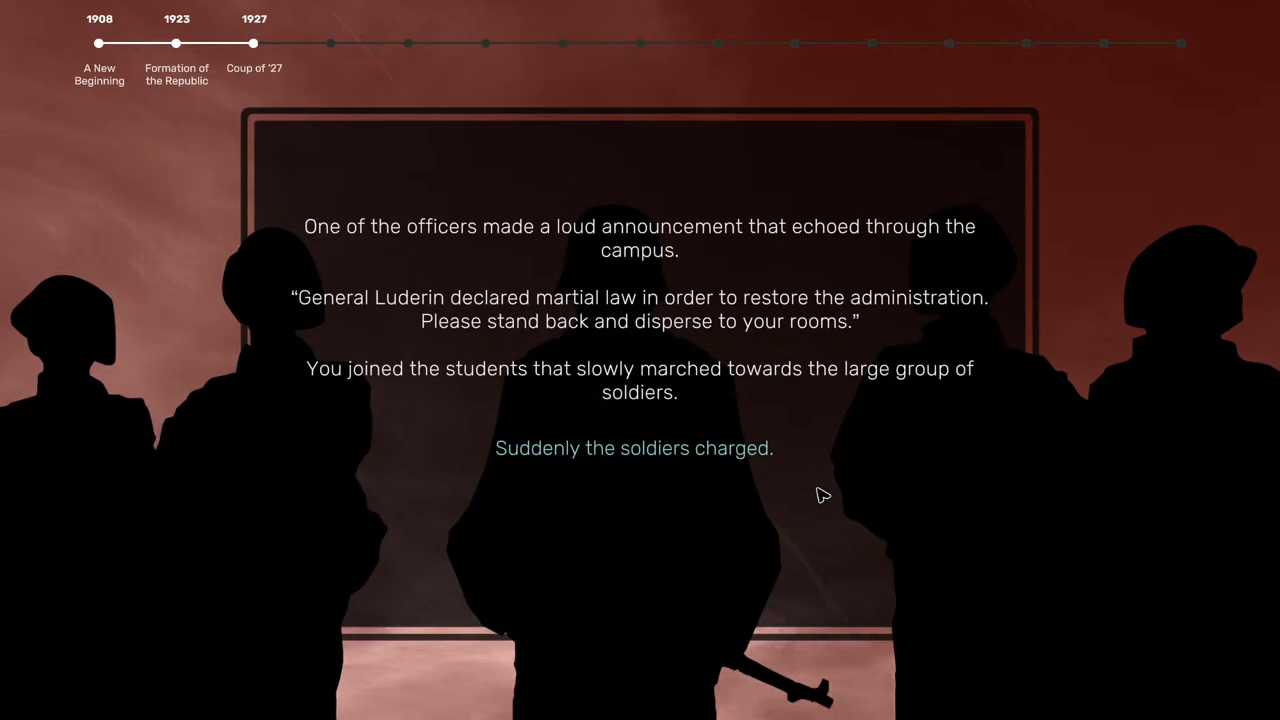 1908
1923
1927
A New
Beginning
Formation of
the Republic
Coup of '27
One of the officers made a loud announcement that echoed through the
campus.
“General Luderin declared martial law in order to restore the administration.
Please stand back and disperse to your rooms.”
You joined the students that slowly marched towards the large group of
soldiers.
Suddenly the soldiers charged.